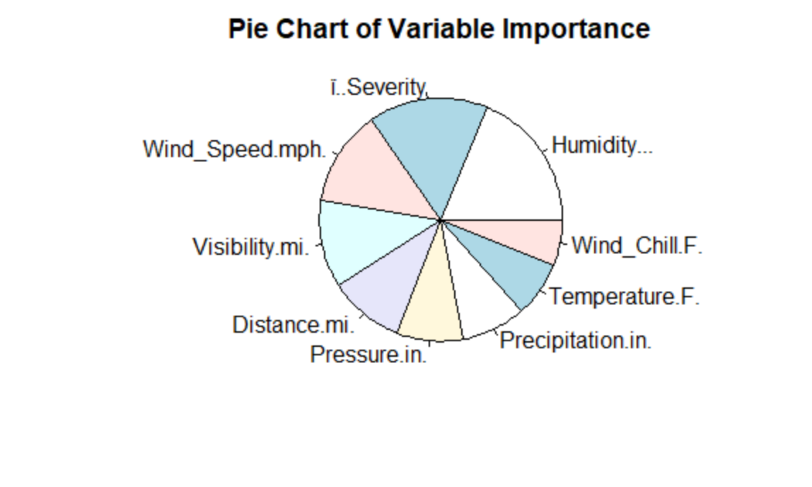 Pie Chart of Variable Importance
ï..Severity
Humidity...
Wind_Speed.mph.
Visibility.mi.
Wind_Chill.F.
Temperature.F.
Distance.mi.
Precipitation.in.
Pressure.in.